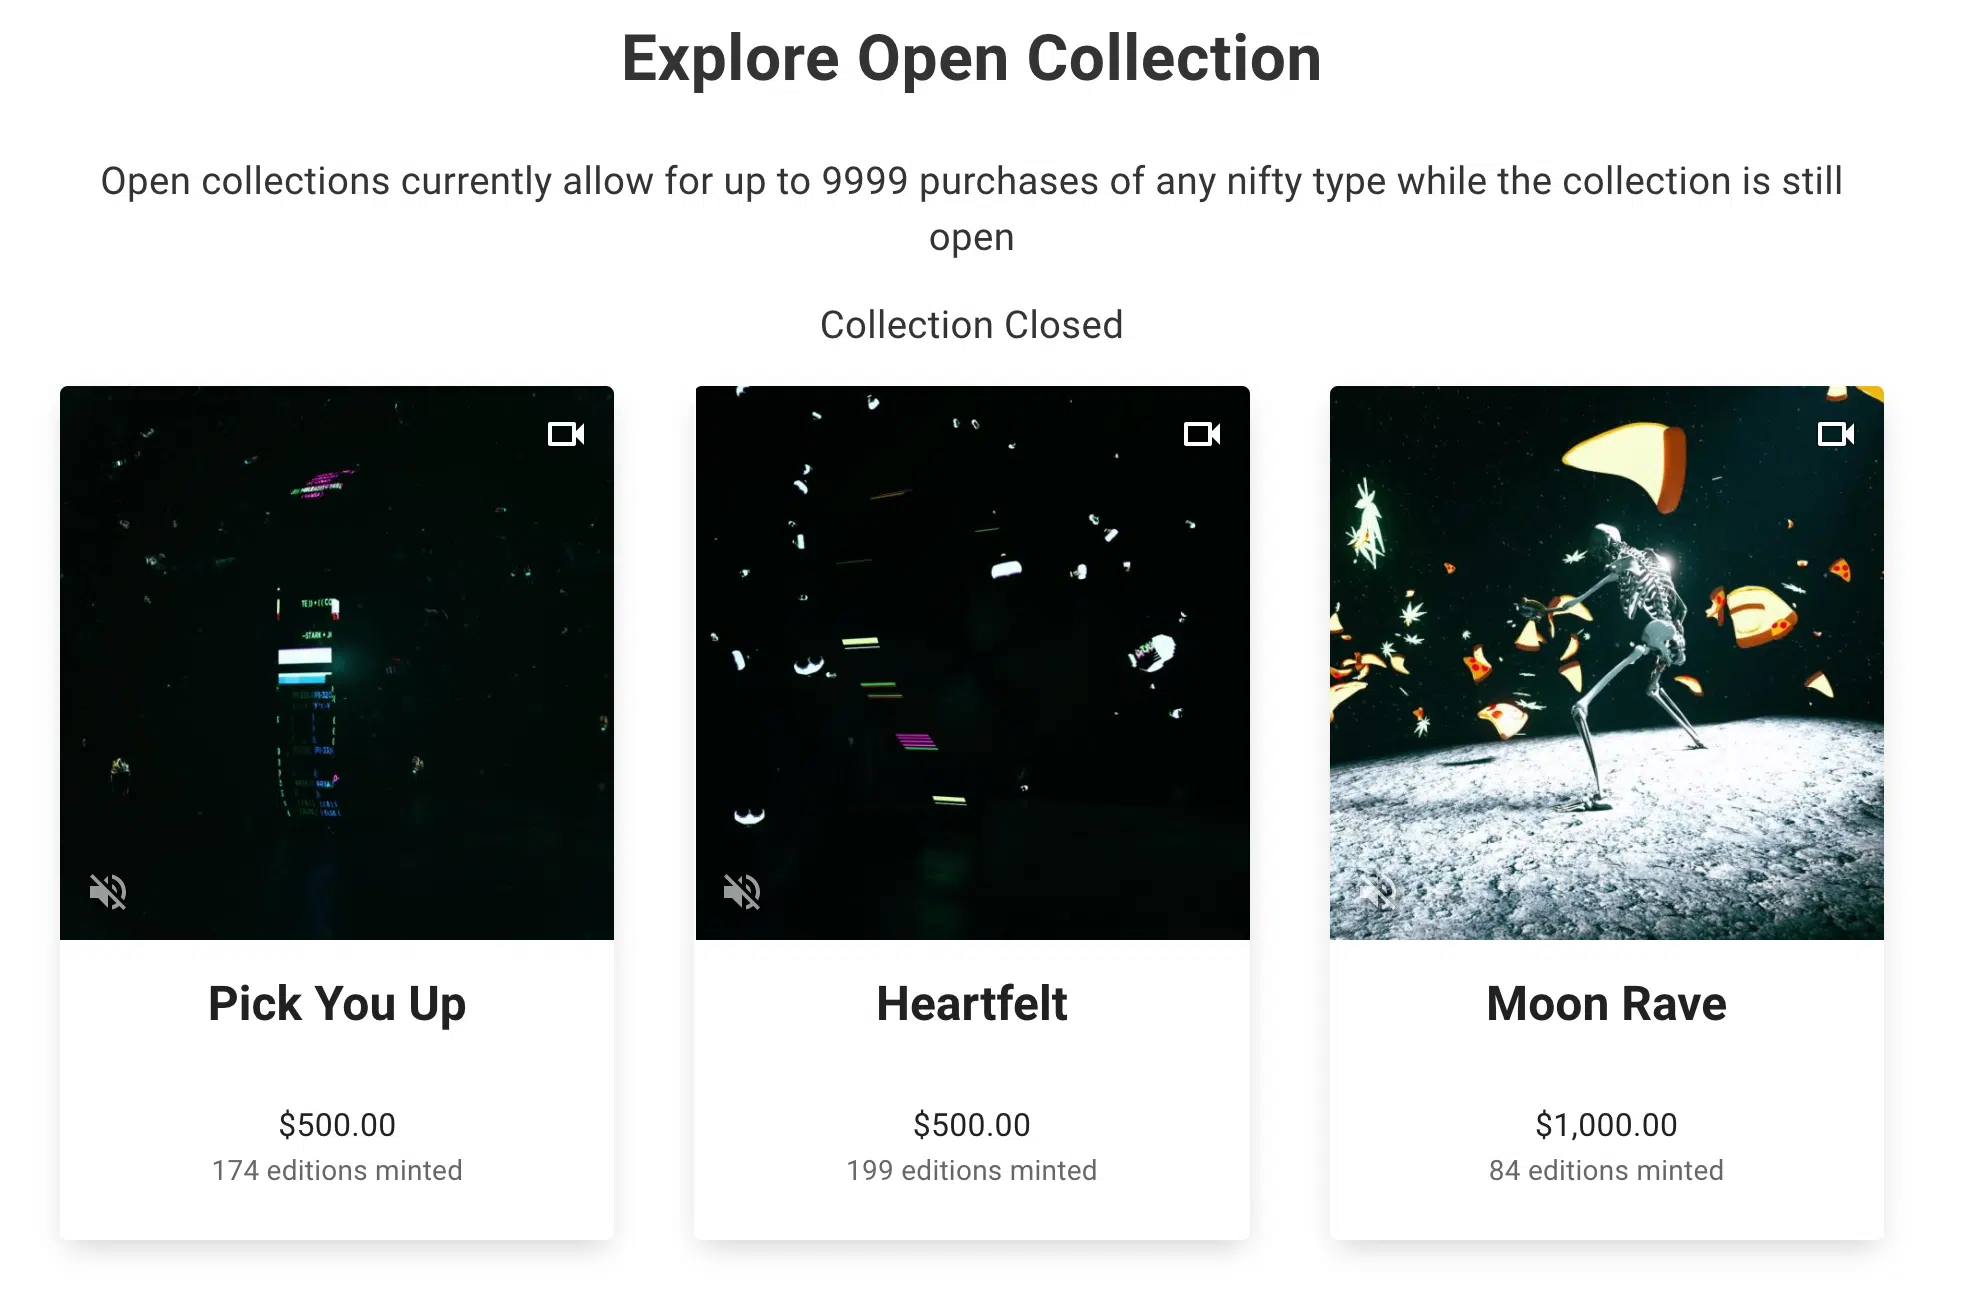 Explore Open Collection
Open collections currently allow for up to 9999 purchases of any nifty type while the collection is still
open
Collection Closed
Pick You Up
$500.00
174 editions minted
Heartfelt
$500.00
199 editions minted
Moon Rave
$1,000.00
84 editions minted